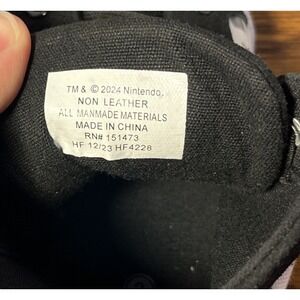 TM & © 2024 Nintendo.
NON LEATHER
ALL MANMADE MATERIALS
MADE IN CHINA
RN# 151473
HF 12/23 HF4228